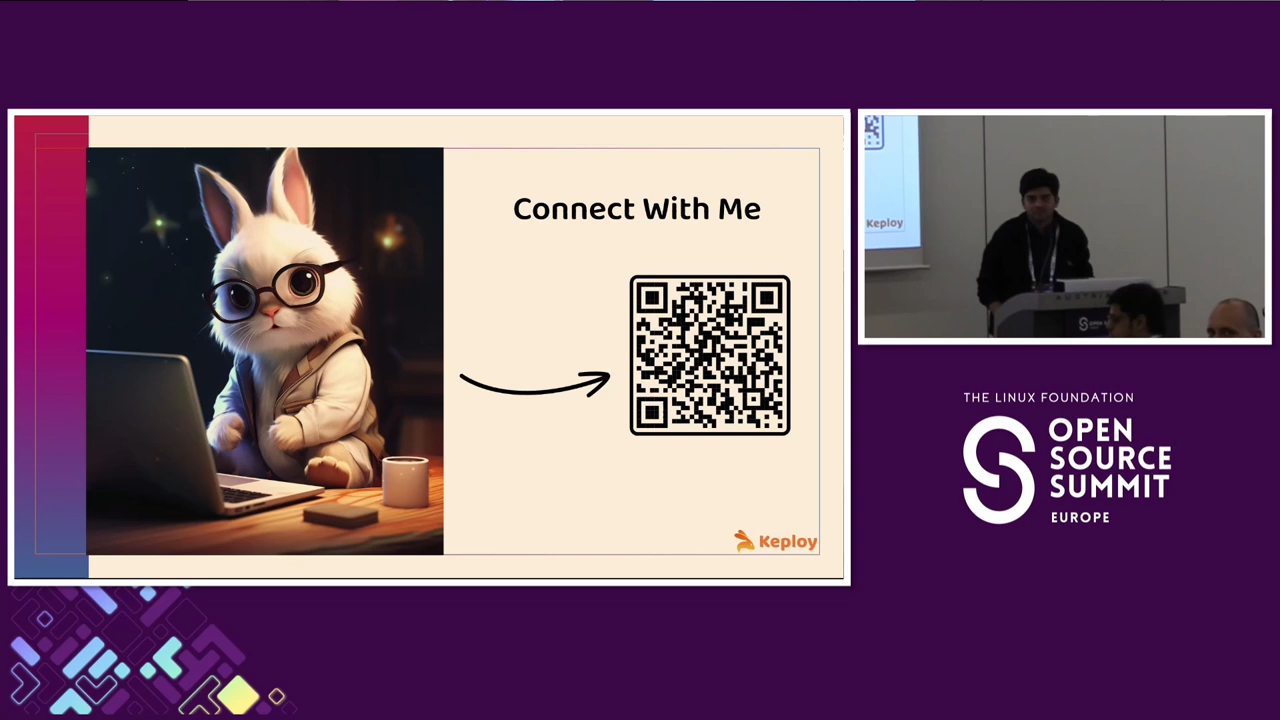 Connect With Me
Keploy
Keploy
THE LINUX FOUNDATION
OPEN
SOURCE
SUMMIT
EUROPE